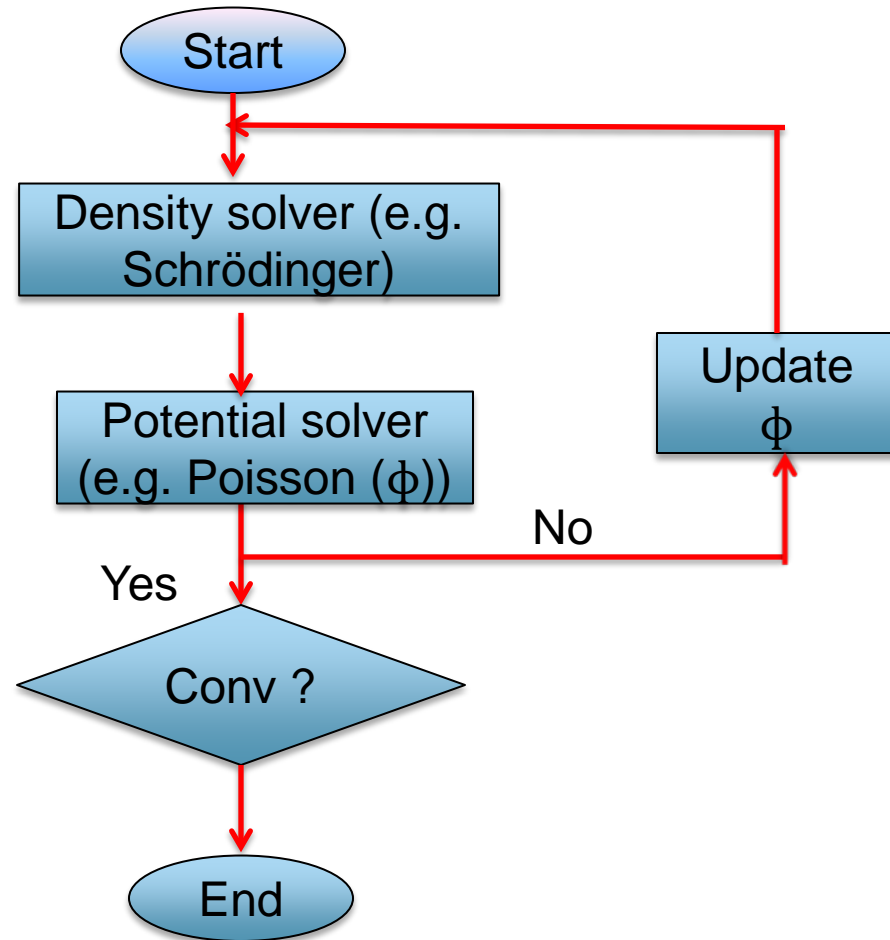 Start
Density solver (e.g.
Schrödinger)
Potential solver
(e.g. Poisson (ϕ))
Update
ϕ
No
Yes
Conv ?
End